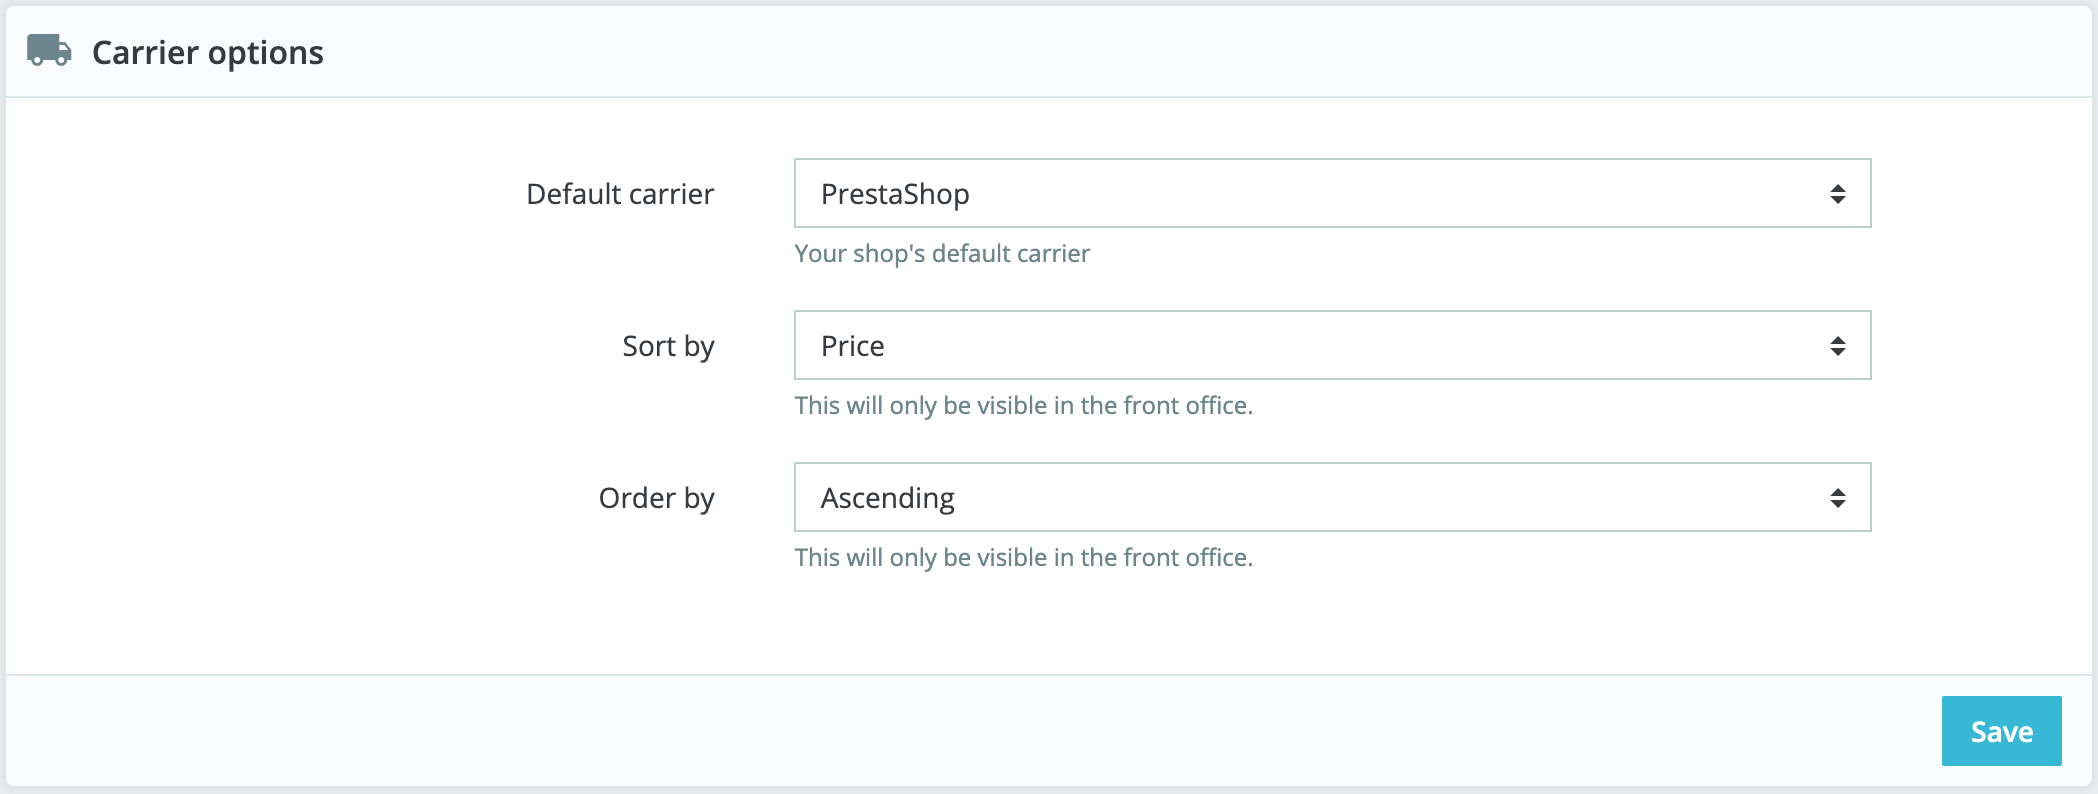 Carrier options
Default carrier
PrestaShop
Your shop's default carrier
Sort by
Price
This will only be visible in the front office.
Order by
Ascending
This will only be visible in the front office.
Save